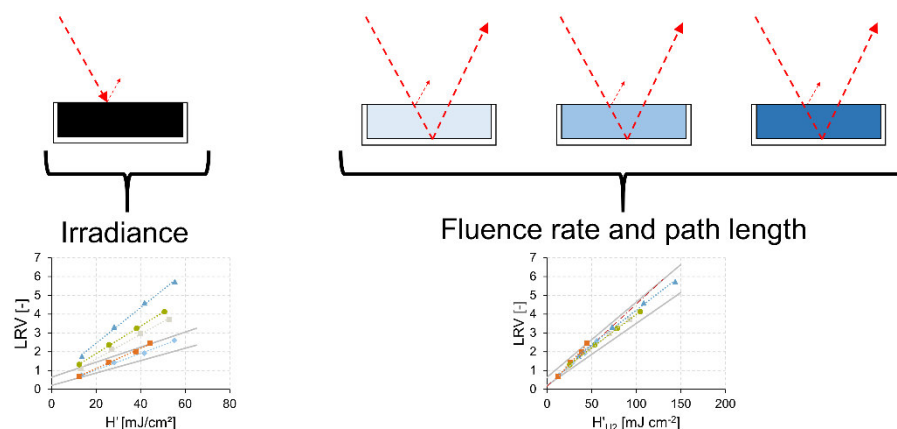 Irradiance
Fluence rate and path length
LRV [-]
7
6
5
4
3
2
1
0
0 20 40 60 80
H' [mJ/cm²]
LRV [-]
7
6
5
4
3
2
1
0
0 50 100 150 200
H'U2 [mJ cm-2]